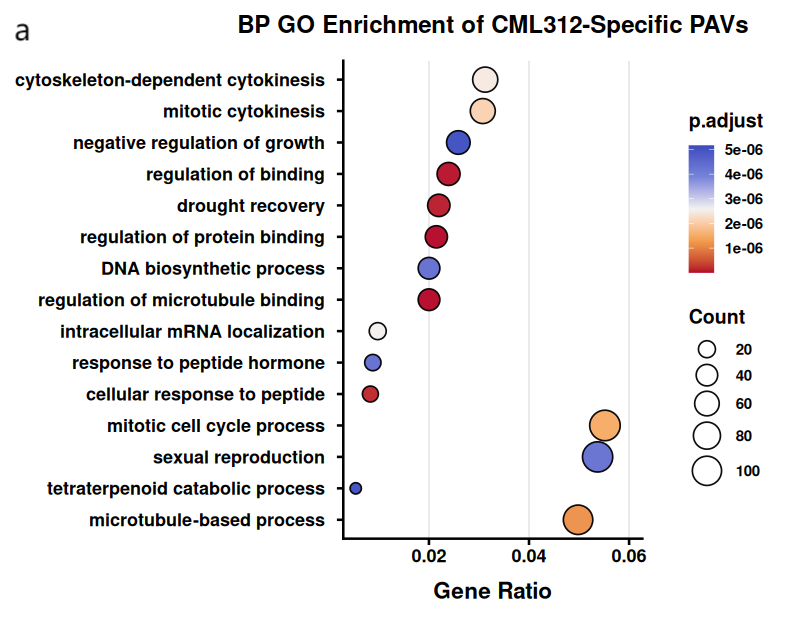 a
BP GO Enrichment of CML312-Specific PAVs
cytoskeleton-dependent cytokinesis
mitotic cytokinesis
negative regulation of growth
regulation of binding
drought recovery
regulation of protein binding
DNA biosynthetic process
regulation of microtubule binding
intracellular mRNA localization
response to peptide hormone
cellular response to peptide
mitotic cell cycle process
sexual reproduction
tetraterpenoid catabolic process
microtubule-based process
0.02 0.04 0.06
Gene Ratio
p.adjust
5e-06
4e-06
3e-06
2e-06
1e-06
Count
20
40
60
80
100